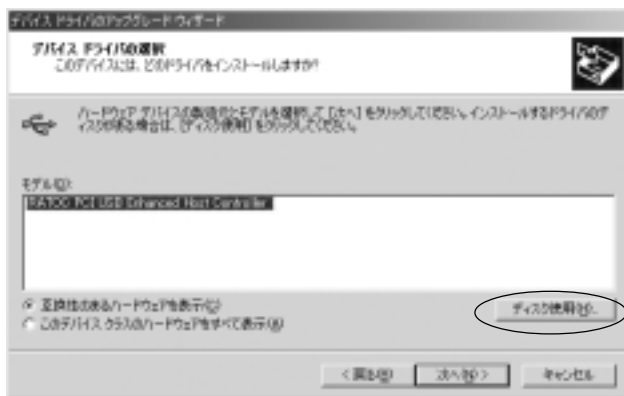 デバイス ドライバのアップグレード ウィザード
デバイス ドライバの選択
このデバイスには、どのドライバをインストールしますか?
ハードウェア デバイスの製造元とモデルを選択して [次へ] をクリックしてください。インストールするドライバのデ
ィスクがある場合は、[ディスク使用] をクリックしてください。
モデル(D):
RATOC PCI USB Enhanced Host Controller
互換性のあるハードウェアを表示(C)
このデバイス クラスのハードウェアをすべて表示(A)
ディスク使用(H)...
< 戻る(B)
次へ(N) >
キャンセル